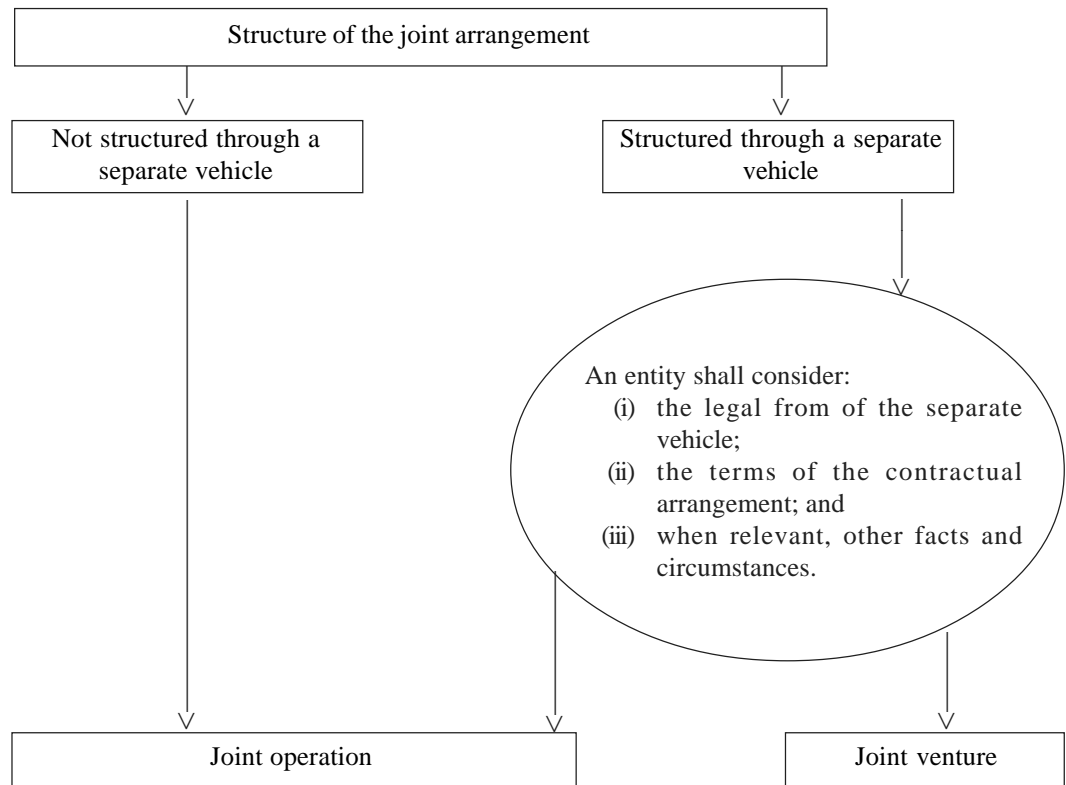 Structure of the joint arrangement
Not structured through a
separate vehicle
Structured through a separate
vehicle
An entity shall consider:
(i) the legal from of the separate
vehicle;
(ii) the terms of the contractual
arrangement; and
(iii) when relevant, other facts and
circumstances.
Joint operation
Joint venture